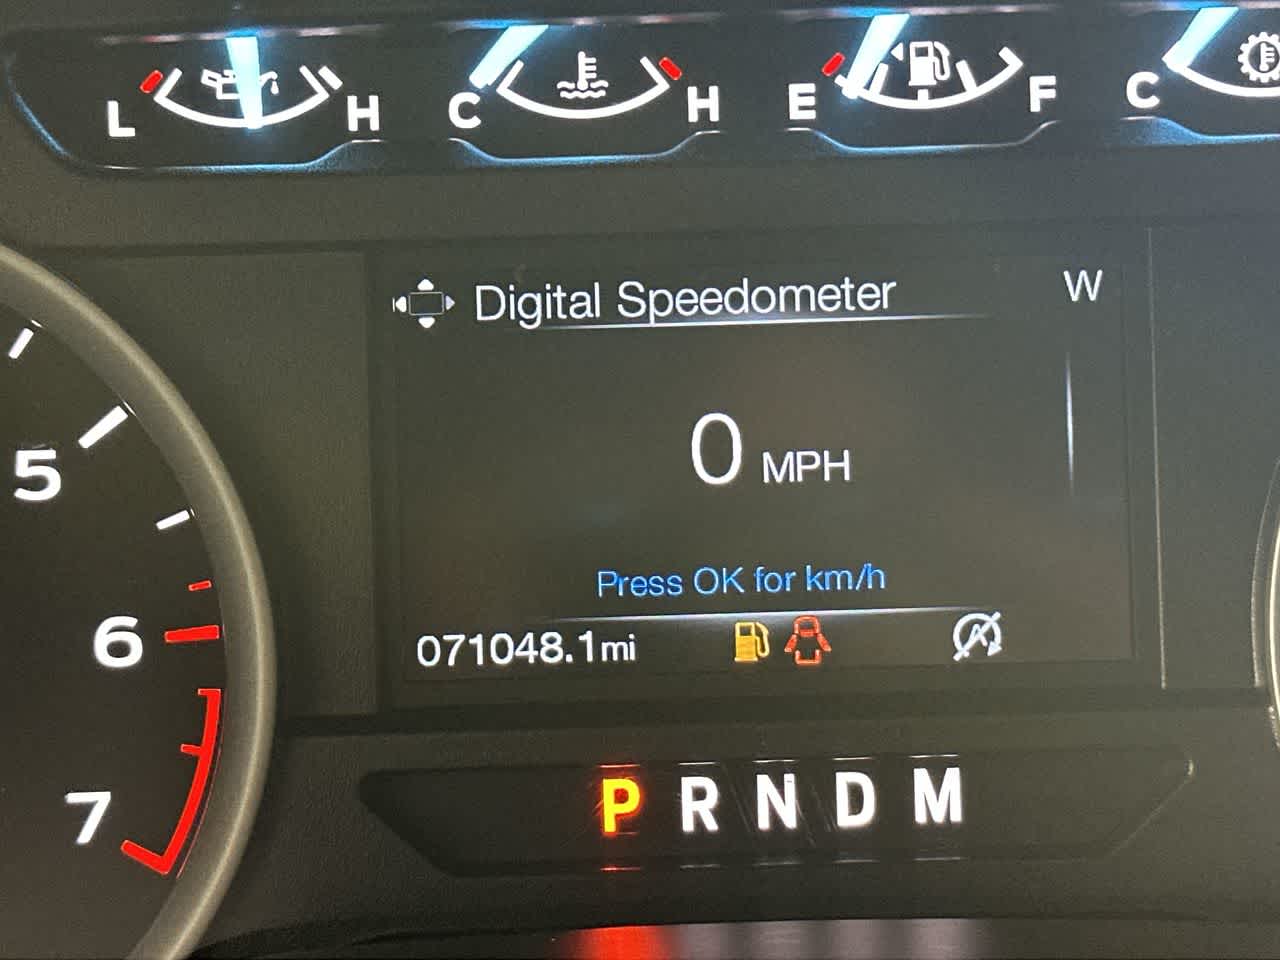 L H C H E F C
Digital Speedometer W
0 MPH
Press OK for km/h
071048.1mi
5
6
7
P R N D M